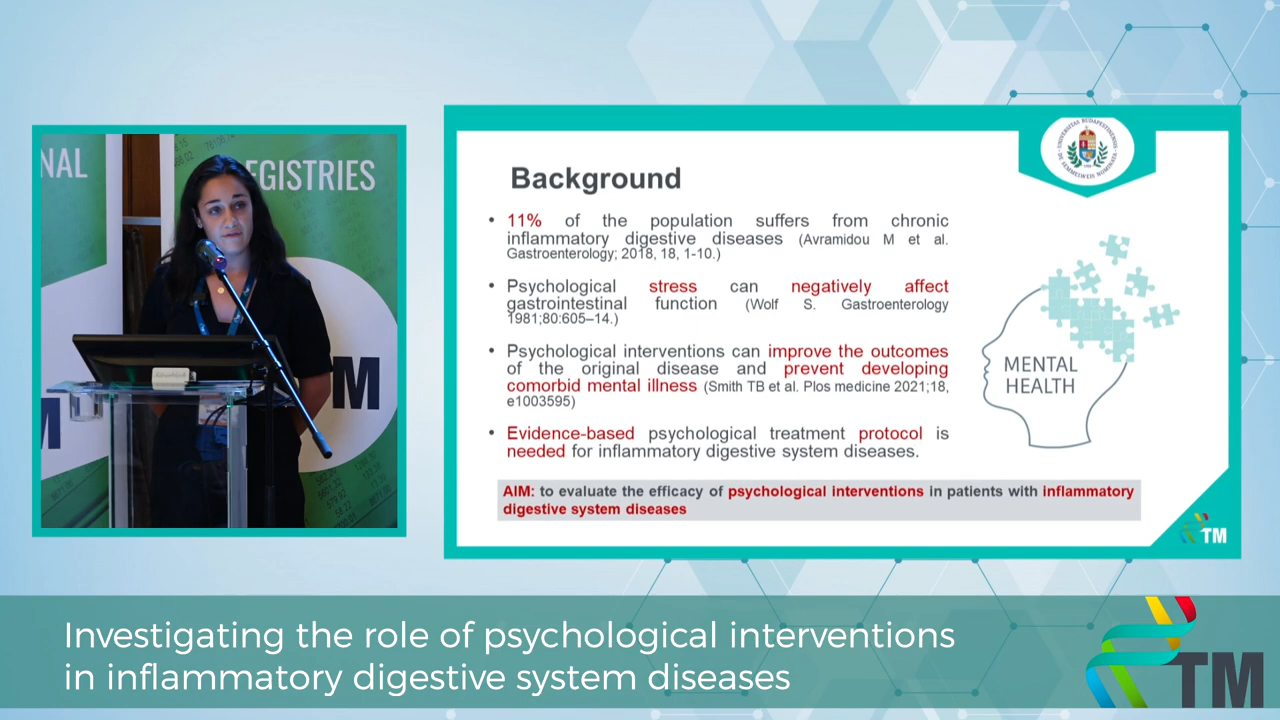 NAL
EGISTRIES
M
M
Background
• 11% of the population suffers from chronic
inflammatory digestive diseases (Avramidou M et al.
Gastroenterology; 2018, 18, 1-10.)
• Psychological stress can negatively affect
gastrointestinal function (Wolf S. Gastroenterology
1981;80:605–14.)
• Psychological interventions can improve the outcomes
of the original disease and prevent developing
comorbid mental illness (Smith TB et al. Plos medicine 2021;18,
e1003595)
• Evidence-based psychological treatment protocol is
needed for inflammatory digestive system diseases.
MENTAL
HEALTH
AIM: to evaluate the efficacy of psychological interventions in patients with inflammatory
digestive system diseases
TM
Investigating the role of psychological interventions
in inflammatory digestive system diseases
TM